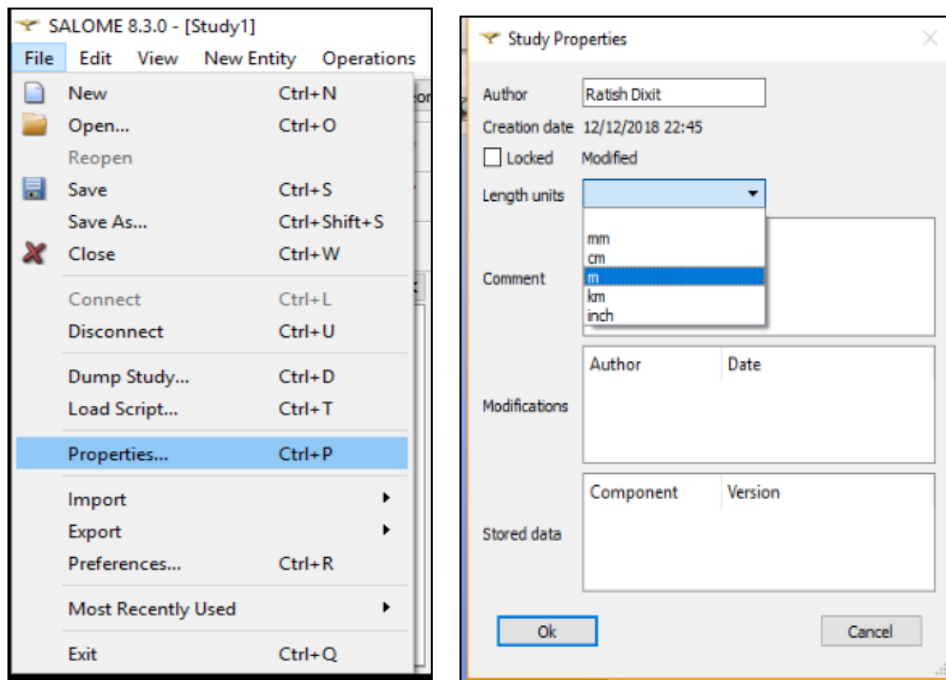 SALOME 8.3.0 - [Study1]
File Edit View New Entity Operations
New Ctrl+N
Open... Ctrl+O
Reopen
Save Ctrl+S
Save As... Ctrl+Shift+S
Close Ctrl+W
Connect Ctrl+L
Disconnect Ctrl+U
Dump Study... Ctrl+D
Load Script... Ctrl+T
Properties... Ctrl+P
Import
Export
Preferences... Ctrl+R
Most Recently Used
Exit Ctrl+Q
Study Properties
Author Ratish Dixit
Creation date 12/12/2018 22:45
Locked Modified
Length units
mm
cm
m
km
inch
Comment
Author Date
Modifications
Component Version
Stored data
Ok Cancel